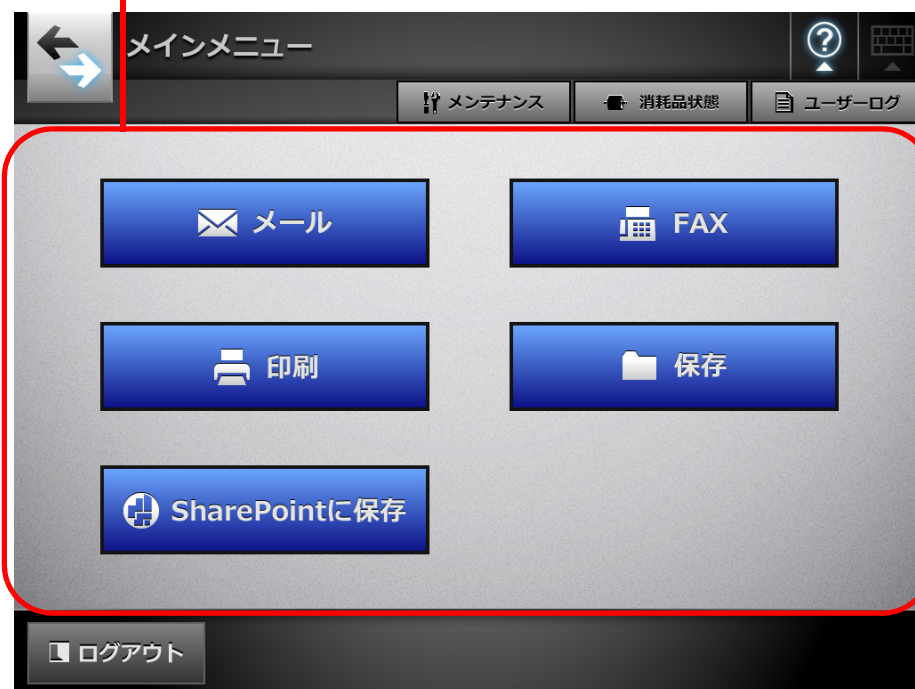 メインメニュー
?
メンテナンス
消耗品状態
ユーザーログ
メール
FAX
印刷
保存
SharePointに保存
ログアウト